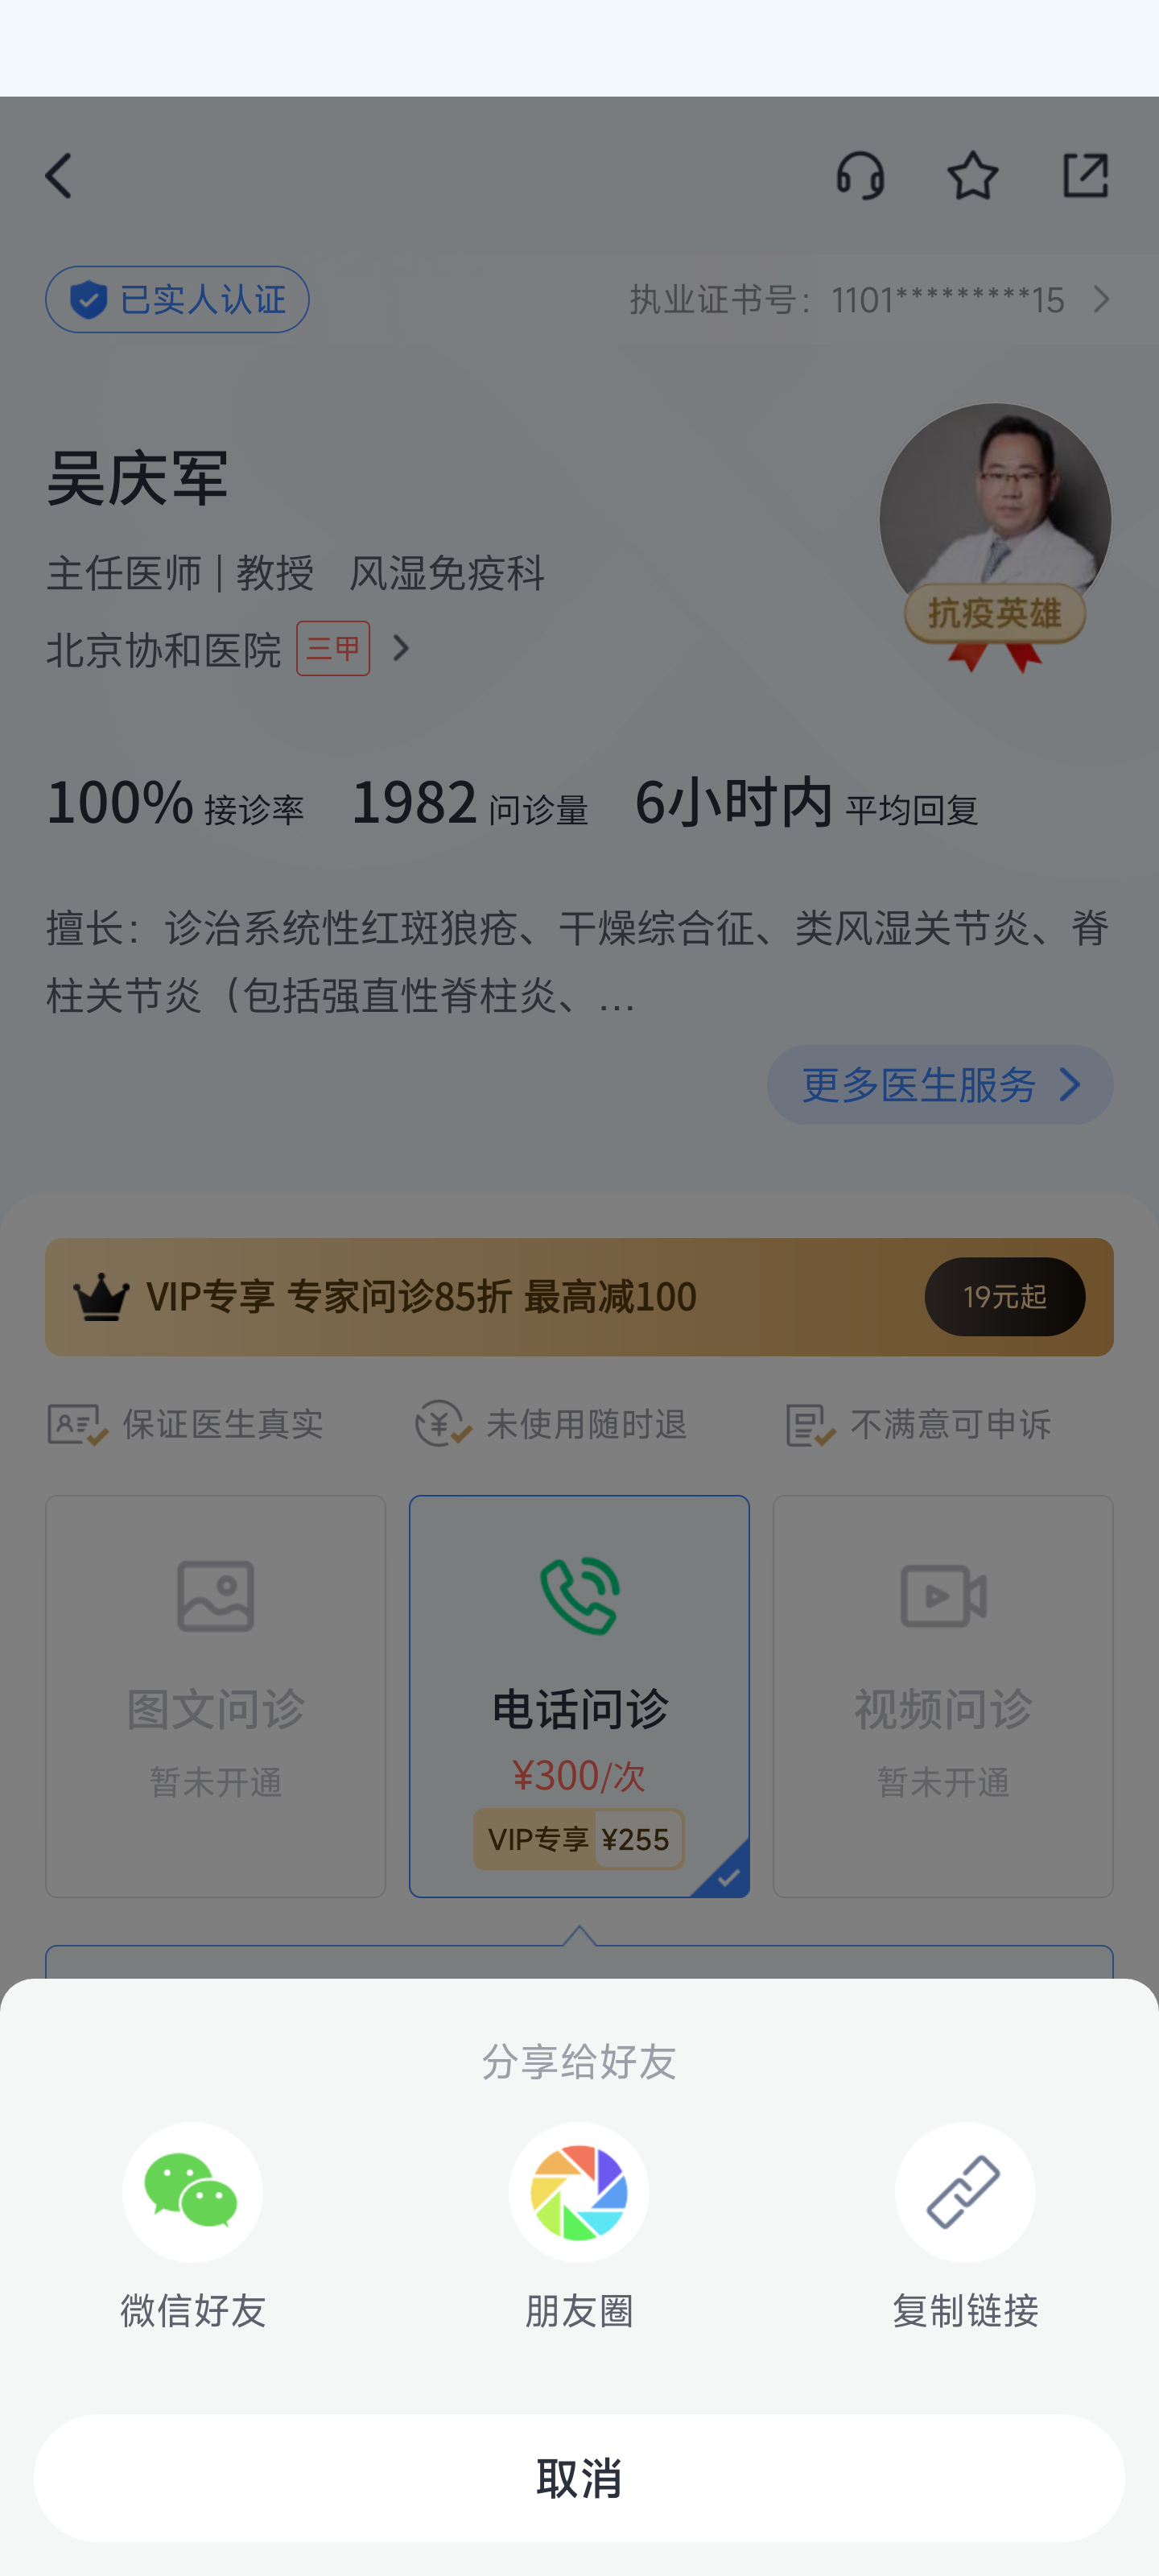 已实人认证 执业证书号：1101*********15
吴庆军
主任医师 | 教授 风湿免疫科
北京协和医院 三甲
抗疫英雄
100% 接诊率 1982 问诊量 6小时内 平均回复
擅长：诊治系统性红斑狼疮、干燥综合征、类风湿关节炎、脊
柱关节炎（包括强直性脊柱炎、...
更多医生服务
VIP专享 专家问诊85折 最高减100 19元起
保证医生真实 未使用随时退 不满意可申诉
图文问诊 电话问诊 视频问诊
暂未开通 ¥300/次 暂未开通
VIP专享 ¥255
分享给好友
微信好友 朋友圈 复制链接
取消